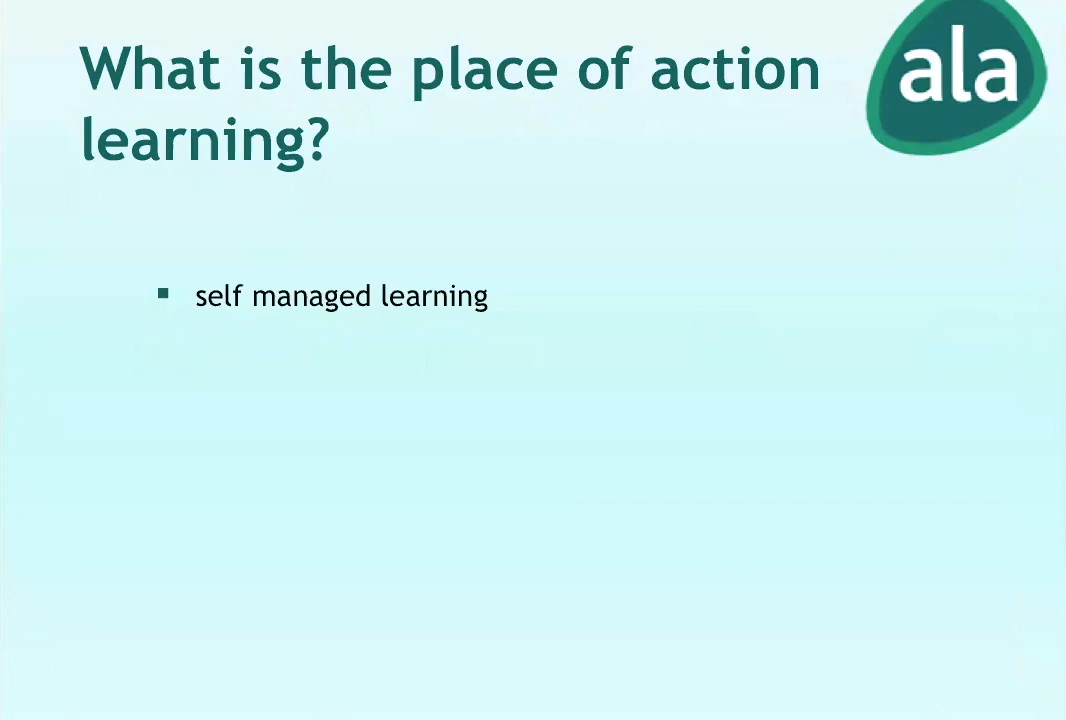 What is the place of action
learning?
ala
self managed learning